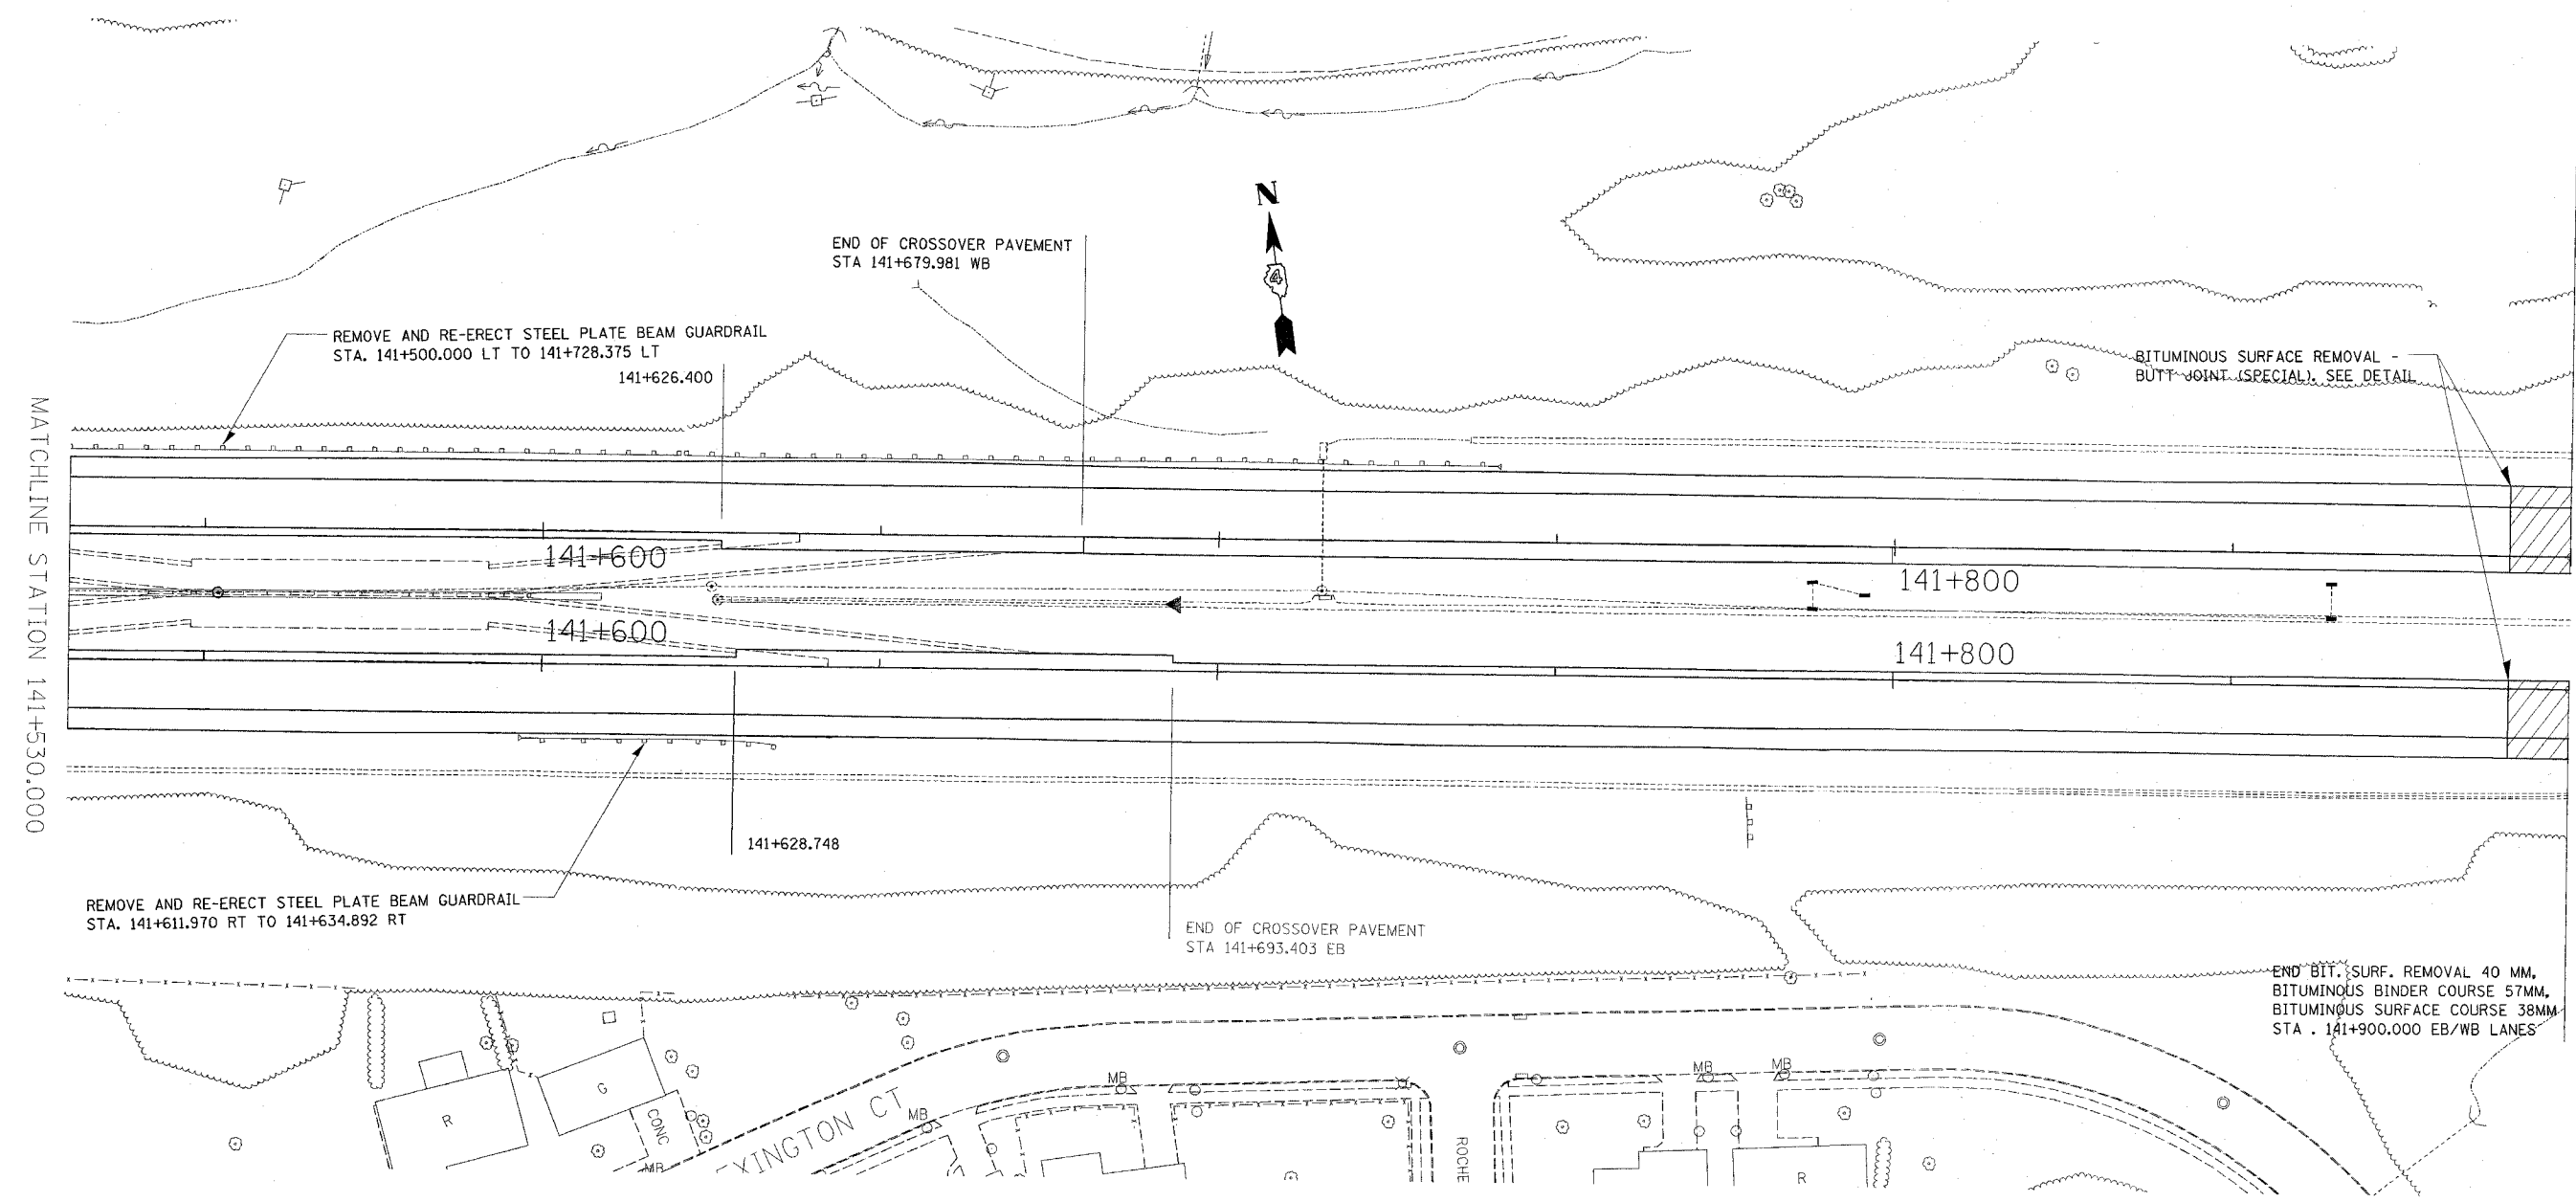 N
4
END OF CROSSOVER PAVEMENT
STA 141+679.981 WB
REMOVE AND RE-ERECT STEEL PLATE BEAM GUARDRAIL
STA. 141+500.000 LT TO 141+728.375 LT
141+626.400
BITUMINOUS SURFACE REMOVAL -
BUTT JOINT (SPECIAL). SEE DETAIL
MATCHLINE STATION 141+530.000
141+600
141+800
141+600
141+800
141+628.748
REMOVE AND RE-ERECT STEEL PLATE BEAM GUARDRAIL
STA. 141+611.970 RT TO 141+634.892 RT
END OF CROSSOVER PAVEMENT
STA 141+693.403 EB
END BIT. SURF. REMOVAL 40 MM,
BITUMINOUS BINDER COURSE 57MM,
BITUMINOUS SURFACE COURSE 38MM
STA . 141+900.000 EB/WB LANES
R
G
CONC
MB
XINGTON CT
MB
MB
ROCHE
MB
MB
R